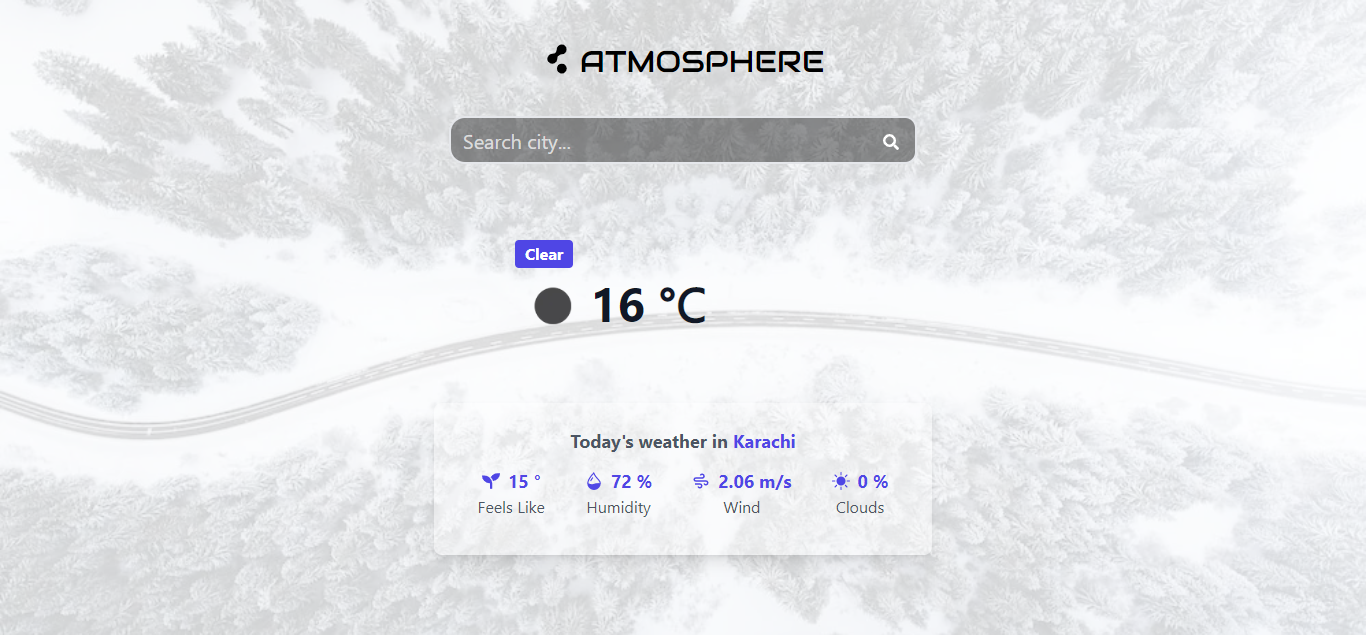 ATMOSPHERE
Search city...
Clear
16 °C
Today's weather in Karachi
15 ° 72 % 2.06 m/s 0 %
Feels Like Humidity Wind Clouds